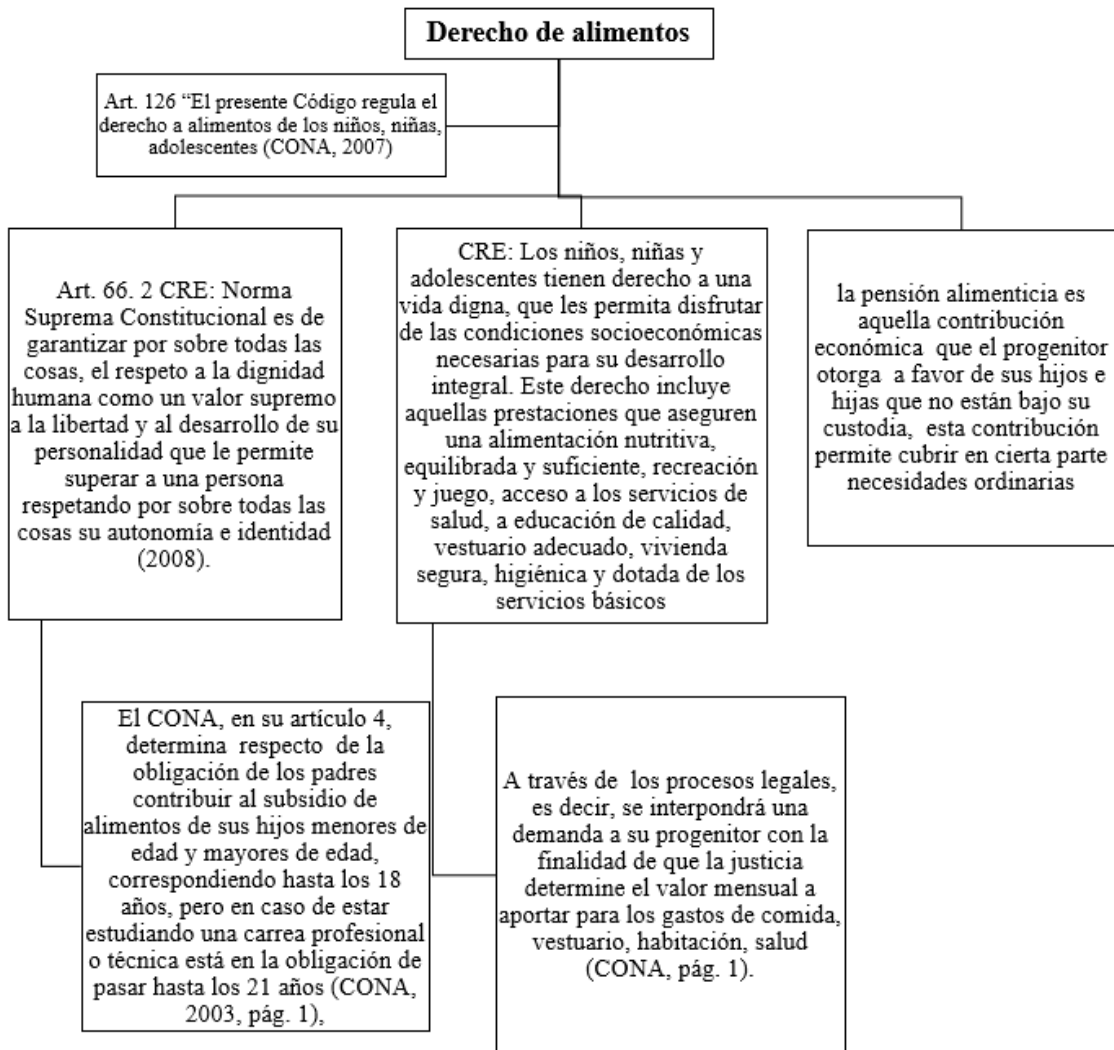 Derecho de alimentos
Art. 126 “El presente Código regula el
derecho a alimentos de los niños, niñas,
adolescentes (CONA, 2007)
Art. 66. 2 CRE: Norma
Suprema Constitucional es de
garantizar por sobre todas las
cosas, el respeto a la dignidad
humana como un valor supremo
a la libertad y al desarrollo de su
personalidad que le permite
superar a una persona
respetando por sobre todas las
cosas su autonomía e identidad
(2008).
CRE: Los niños, niñas y
adolescentes tienen derecho a una
vida digna, que les permita disfrutar
de las condiciones socioeconómicas
necesarias para su desarrollo
integral. Este derecho incluye
aquellas prestaciones que aseguren
una alimentación nutritiva,
equilibrada y suficiente, recreación
y juego, acceso a los servicios de
salud, a educación de calidad,
vestuario adecuado, vivienda
segura, higiénica y dotada de los
servicios básicos
la pensión alimenticia es
aquella contribución
económica que el progenitor
otorga a favor de sus hijos e
hijas que no están bajo su
custodia, esta contribución
permite cubrir en cierta parte
necesidades ordinarias
El CONA, en su artículo 4,
determina respecto de la
obligación de los padres
contribuir al subsidio de
alimentos de sus hijos menores de
edad y mayores de edad,
correspondiendo hasta los 18
años, pero en caso de estar
estudiando una carrea profesional
o técnica está en la obligación de
pasar hasta los 21 años (CONA,
2003, pág. 1),
A través de los procesos legales,
es decir, se interpondrá una
demanda a su progenitor con la
finalidad de que la justicia
determine el valor mensual a
aportar para los gastos de comida,
vestuario, habitación, salud
(CONA, pág. 1).